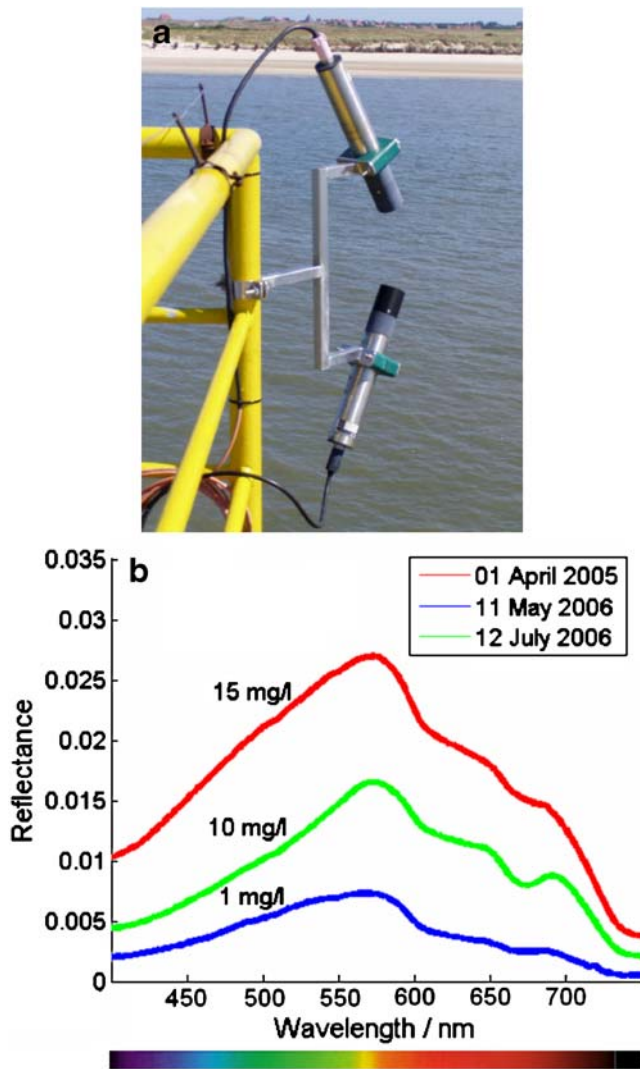 a
b
0.035
0.03
0.025
0.02
0.015
0.01
0.005
0
Reflectance
01 April 2005
11 May 2006
12 July 2006
15 mg/l
10 mg/l
1 mg/l
450 500 550 600 650 700
Wavelength / nm